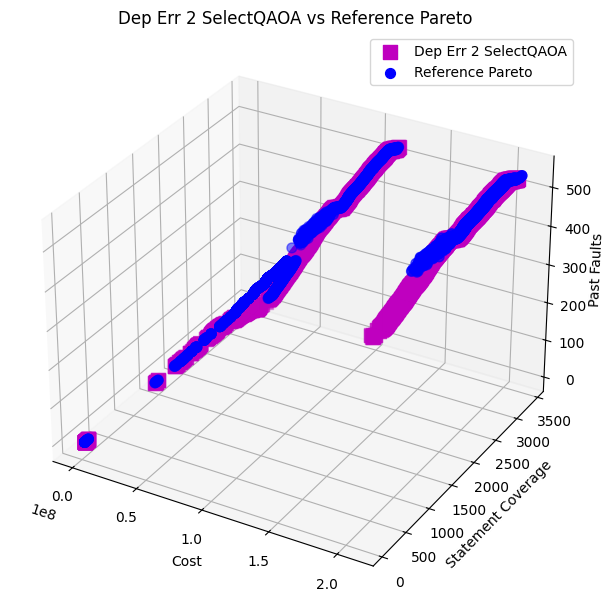 Dep Err 2 SelectQAOA vs Reference Pareto
Dep Err 2 SelectQAOA
Reference Pareto
500
400
300
200
100
0
Past Faults
3500
3000
2500
2000
1500
1000
500
0
Statement Coverage
0.0
0.5
1.0
1.5
2.0
1e8
Cost